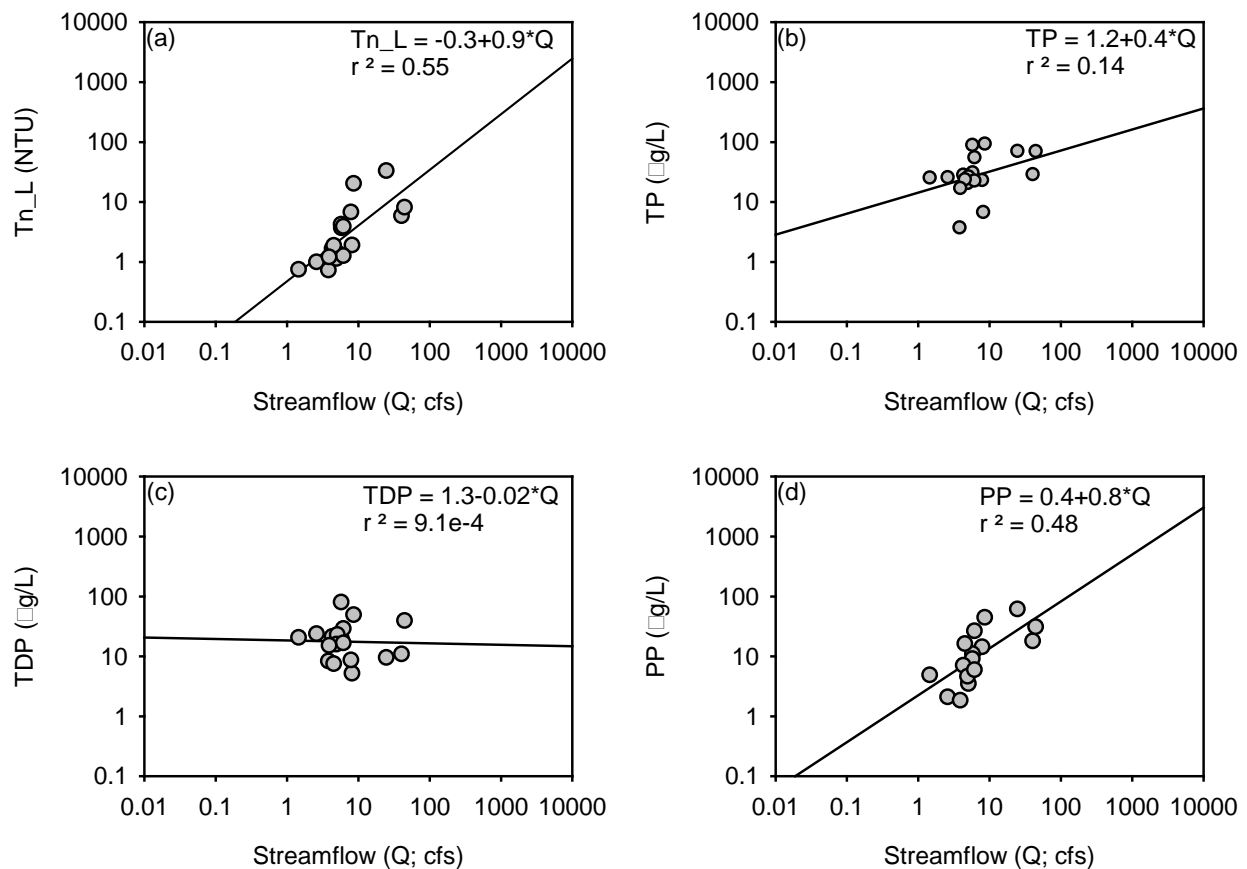 (a)
Tn_L = -0.3+0.9*Q
r ² = 0.55
10000
1000
100
10
1
0.1
Tn_L (NTU)
0.01 0.1 1 10 100 1000 10000
Streamflow (Q; cfs)
(b)
TP = 1.2+0.4*Q
r ² = 0.14
10000
1000
100
10
1
0.1
TP (□g/L)
0.01 0.1 1 10 100 1000 10000
Streamflow (Q; cfs)
(c)
TDP = 1.3-0.02*Q
r ² = 9.1e-4
10000
1000
100
10
1
0.1
TDP (□g/L)
0.01 0.1 1 10 100 1000 10000
Streamflow (Q; cfs)
(d)
PP = 0.4+0.8*Q
r ² = 0.48
10000
1000
100
10
1
0.1
PP (□g/L)
0.01 0.1 1 10 100 1000 10000
Streamflow (Q; cfs)